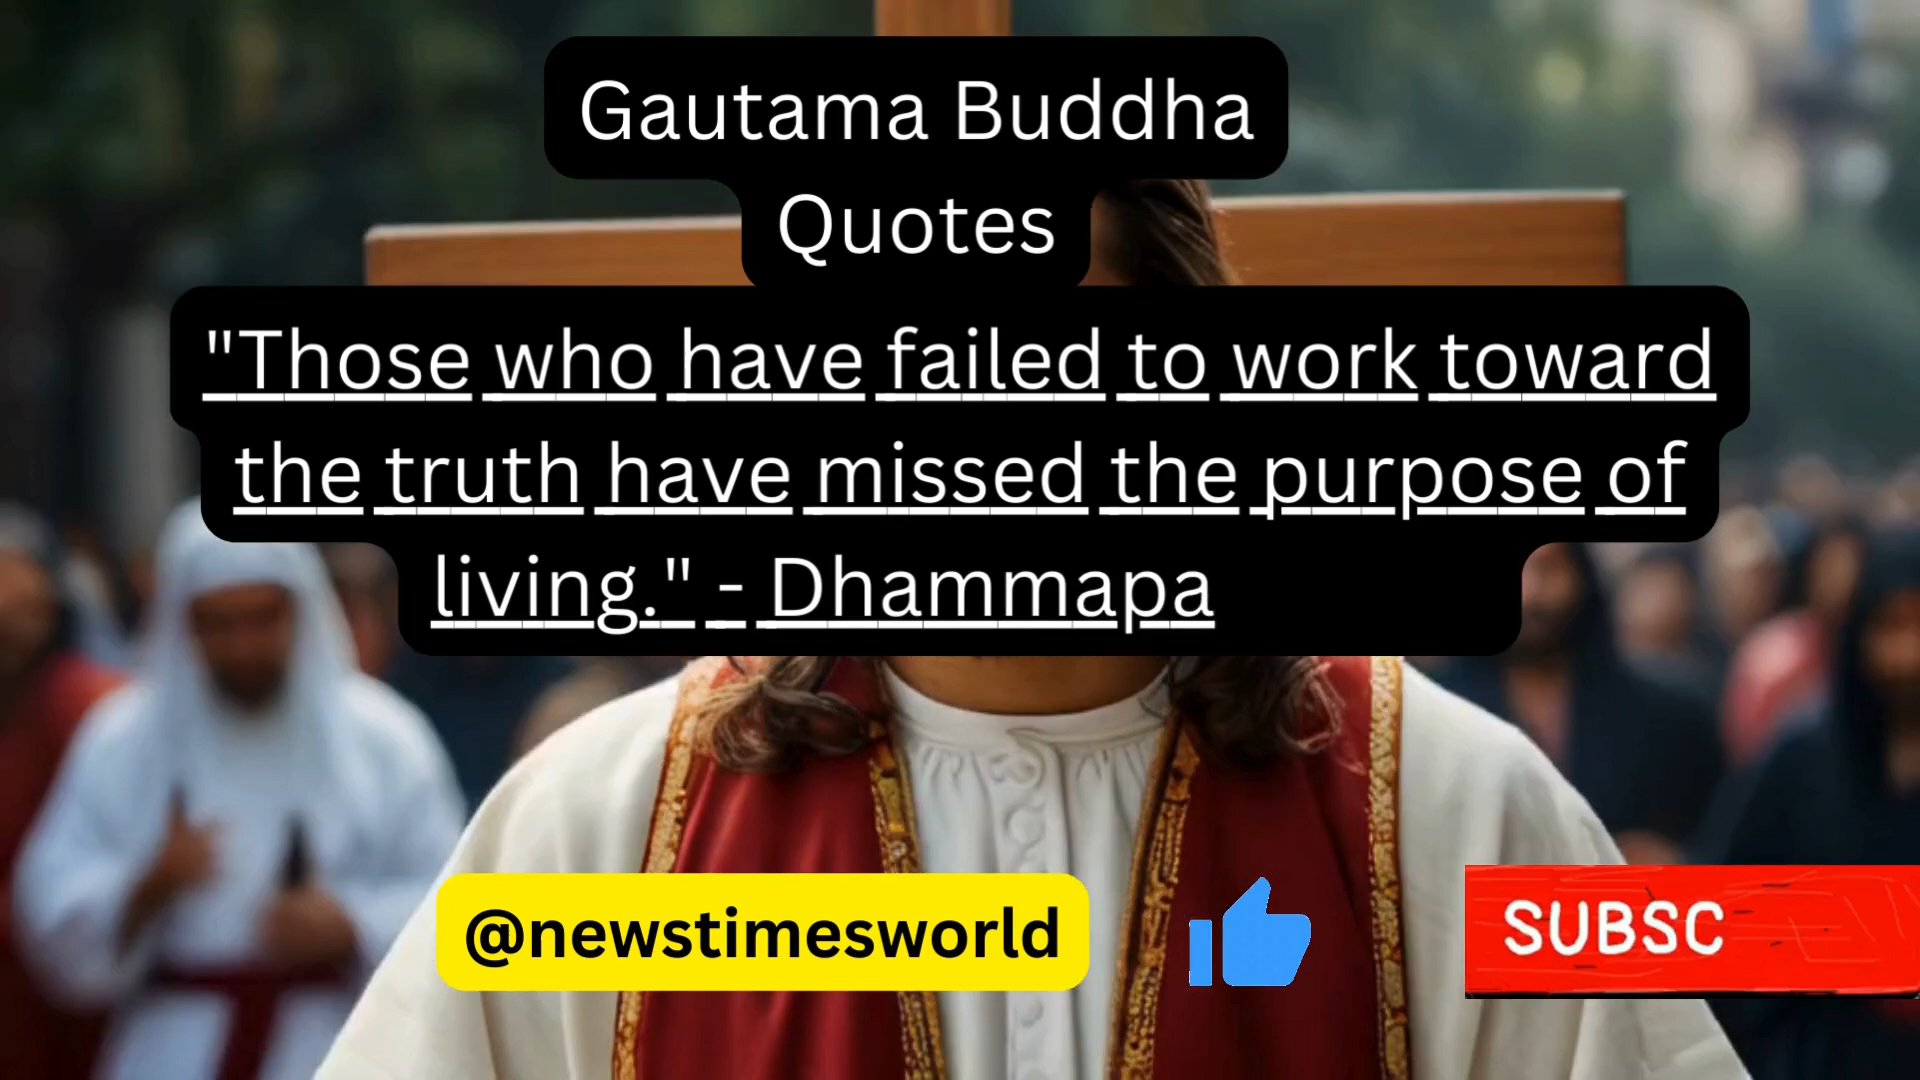 Gautama Buddha
Quotes
"Those who have failed to work toward
the truth have missed the purpose of
living." - Dhammapa
@newstimesworld
SUBSC